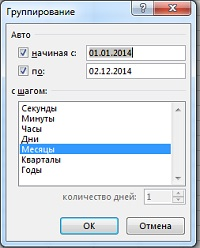 Группирование
Авто
начиная с: 01.01.2014
по: 02.12.2014
с шагом:
Секунды
Минуты
Часы
Дни
Месяцы
Кварталы
Годы
количество дней: 1
ОК Отмена